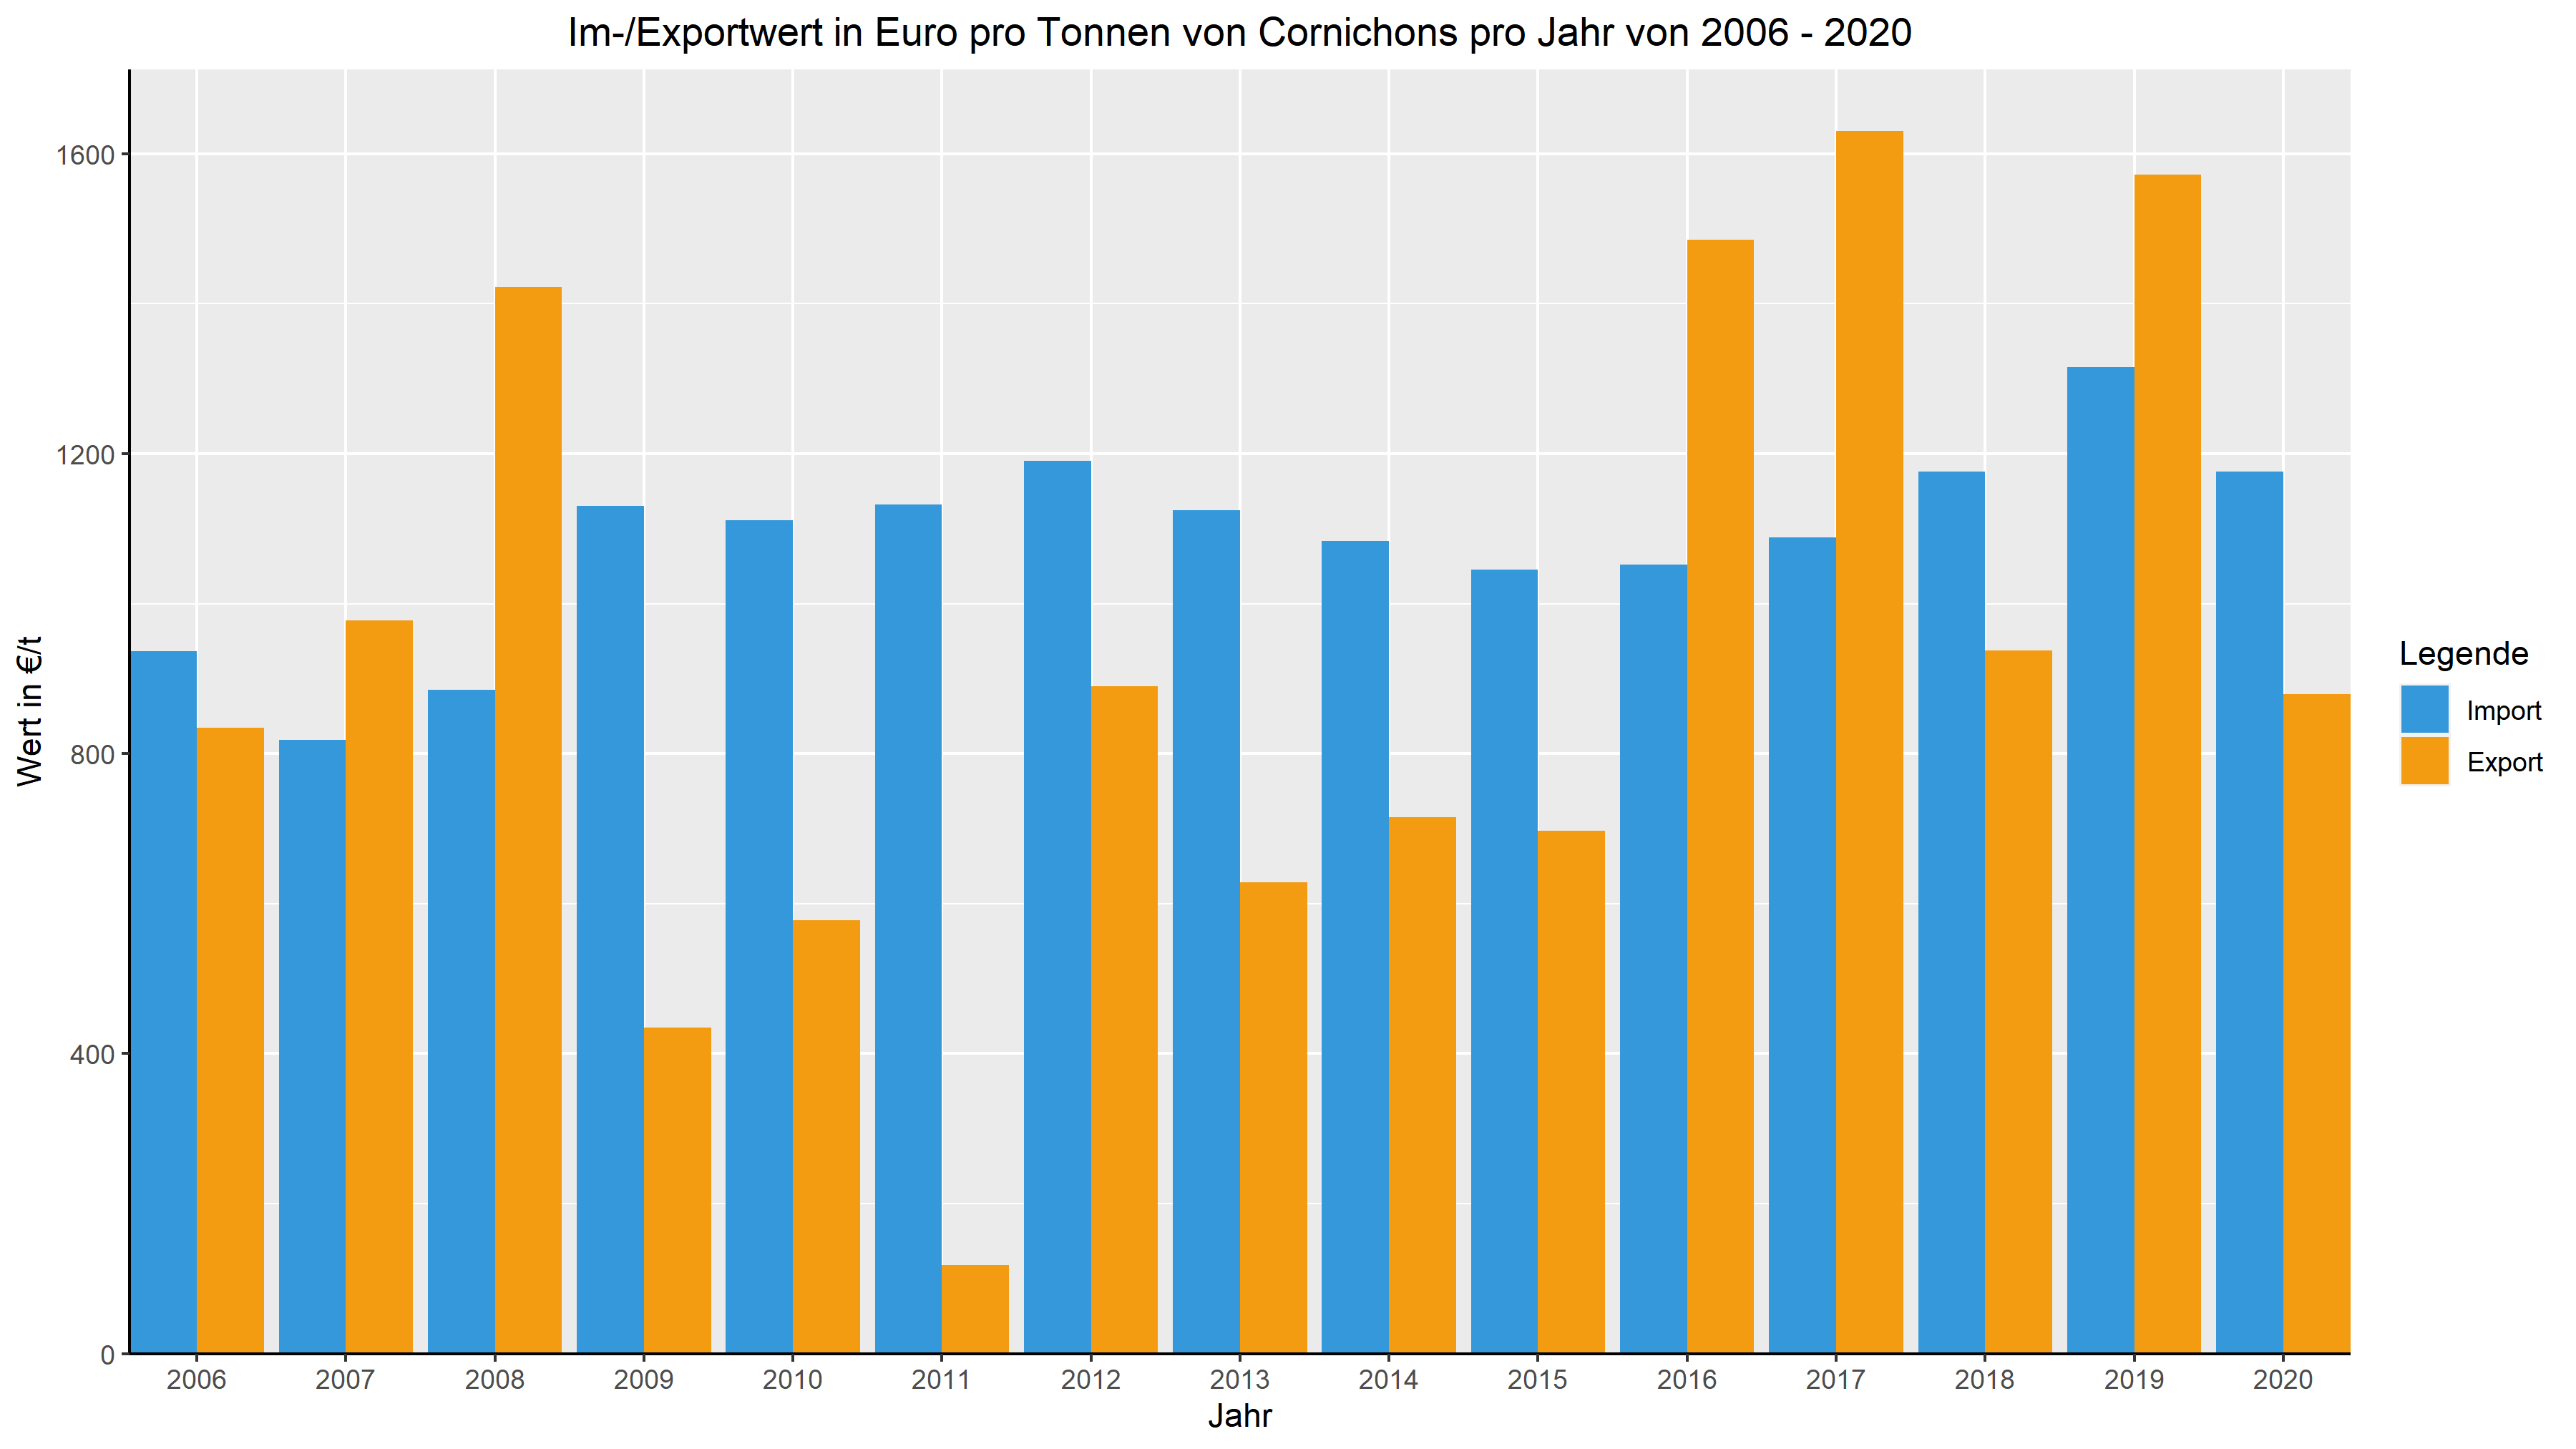 Im-/Exportwert in Euro pro Tonnen von Cornichons pro Jahr von 2006 - 2020
Wert in €/t
1600
1200
800
400
0
2006 2007 2008 2009 2010 2011 2012 2013 2014 2015 2016 2017 2018 2019 2020
Jahr
Legende
Import
Export